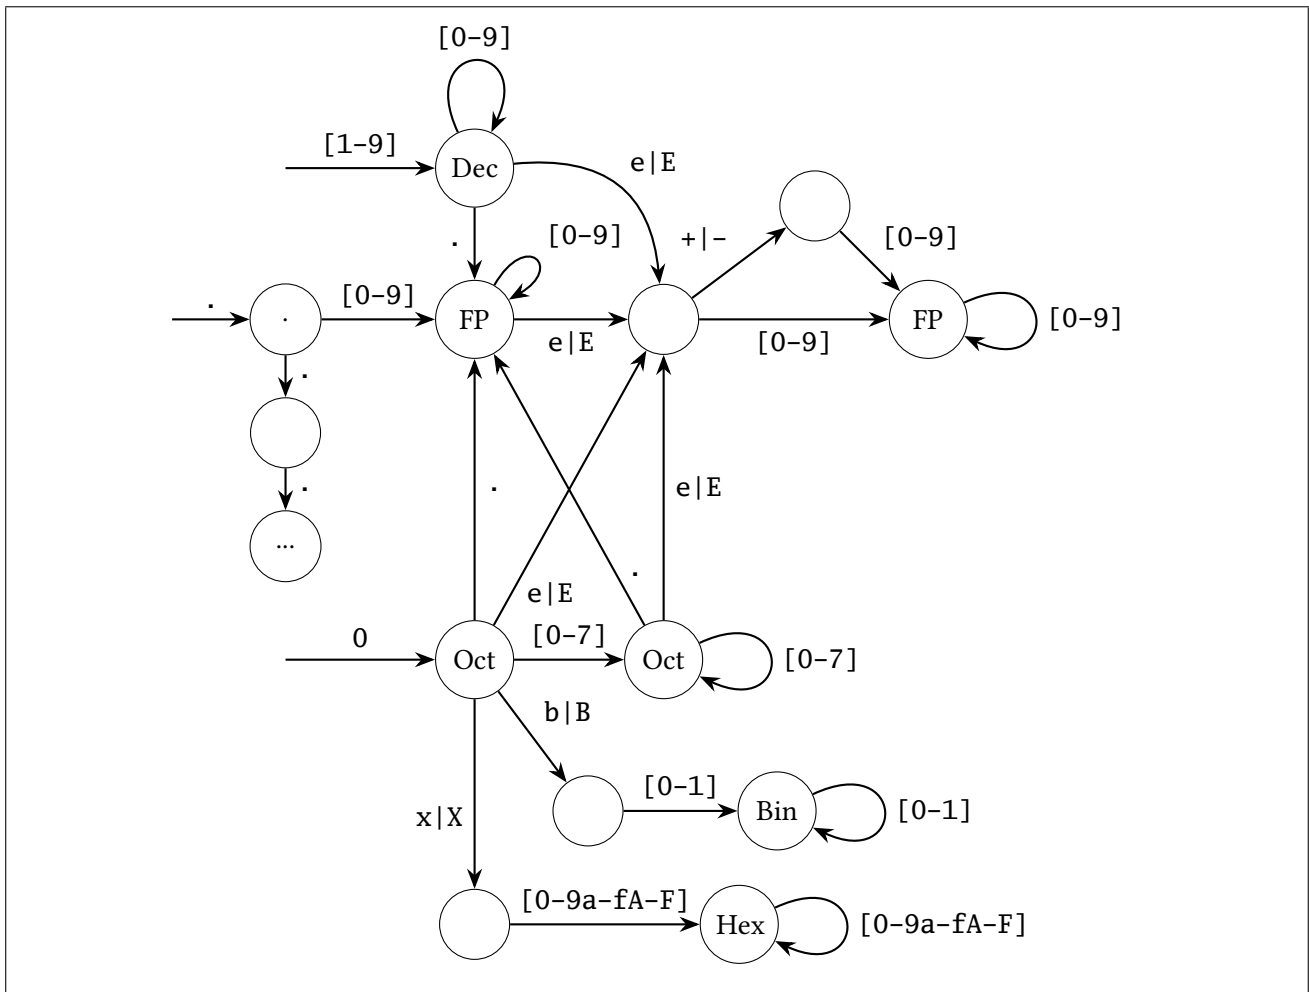 [0-9]
[1-9]
Dec
e|E
.
[0-9]
+|-
[0-9]
.
.
[0-9]
FP
e|E
[0-9]
FP
[0-9]
.
.
...
.
e|E
.
e|E
0
Oct
[0-7]
Oct
[0-7]
b|B
x|X
[0-1]
Bin
[0-1]
[0-9a-fA-F]
Hex
[0-9a-fA-F]